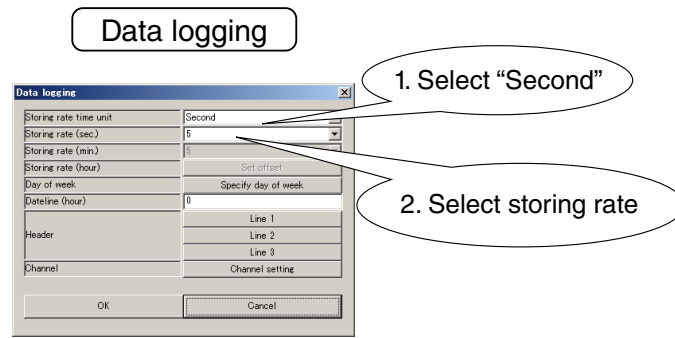 Data logging
1. Select “Second”
Data logging
Storing rate time unit Second
Storing rate (sec.) 5
Storing rate (min.) 5
Storing rate (hour) Set offset
Day of week Specify day of week
Dateline (hour) 0
2. Select storing rate
Header Line 1
Line 2
Line 3
Channel Channel setting
OK Cancel